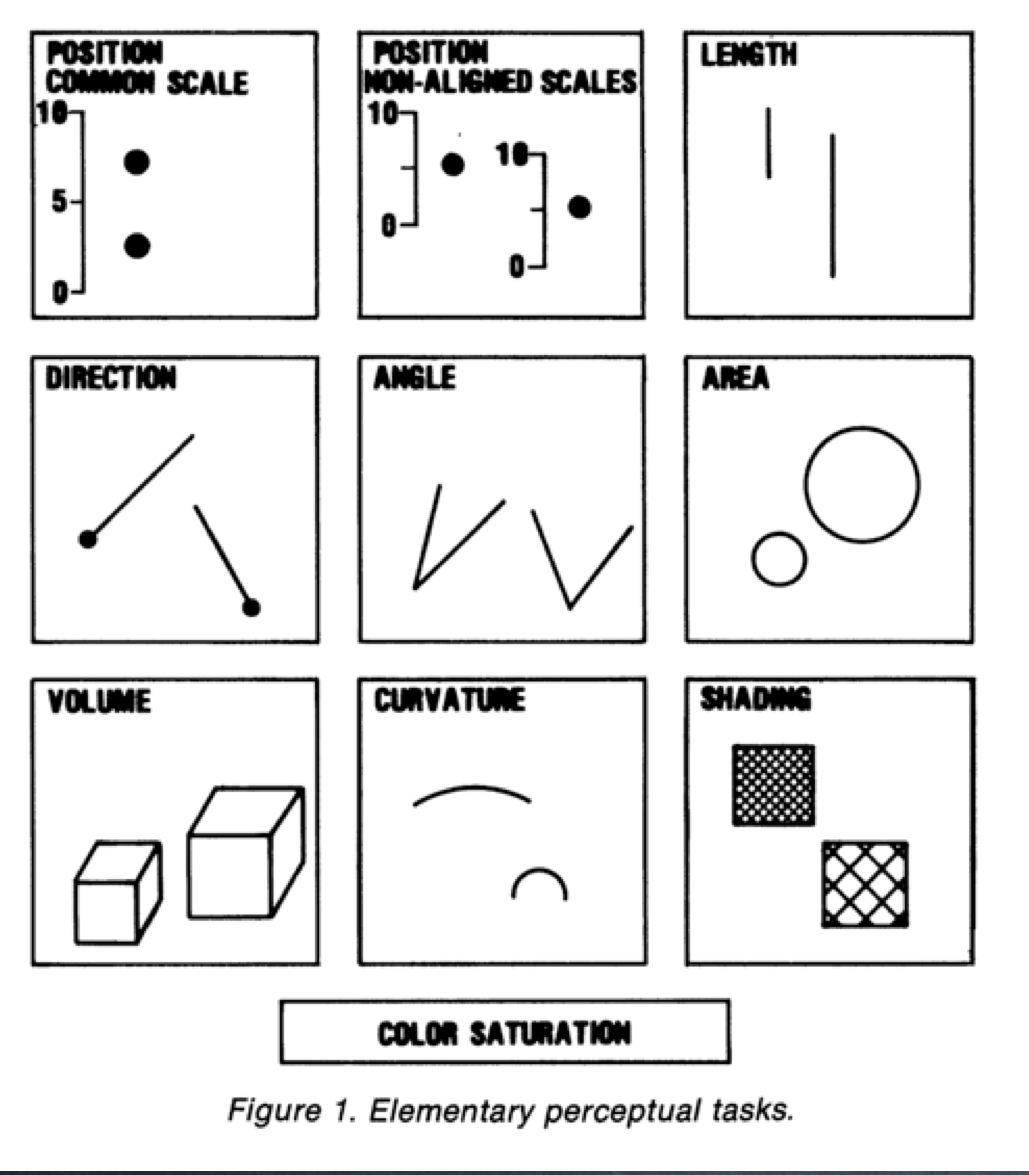 POSITION
COMMON SCALE
10
5
0
POSITION
NON-ALIGNED SCALES
10
0
10
0
LENGTH
DIRECTION
ANGLE
AREA
VOLUME
CURVATURE
SHADING
COLOR SATURATION
Figure 1. Elementary perceptual tasks.